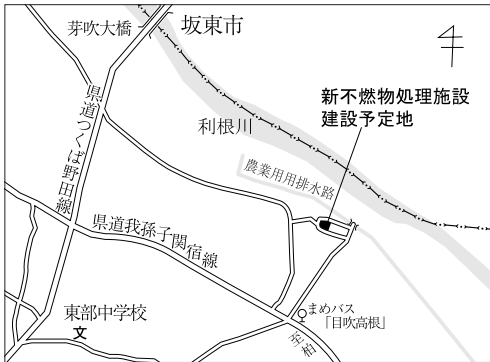 芽吹大橋
坂東市
新不燃物処理施設
建設予定地
利根川
農業用用排水路
県道つくば野田線
県道我孫子関宿線
東部中学校
文
まめバス
「目吹高根」
至柏